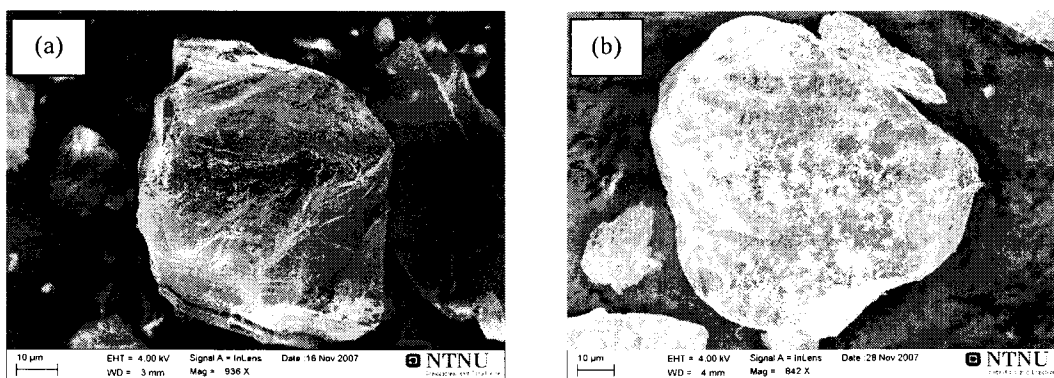 (a)
10 µm
EHT = 4.00 kV
Signal A = InLens
Date :16 Nov 2007
WD = 3 mm
Mag = 936 X
NTNU
(b)
10 µm
EHT = 4.00 kV
Signal A = InLens
Date :28 Nov 2007
WD = 4 mm
Mag = 842 X
NTNU